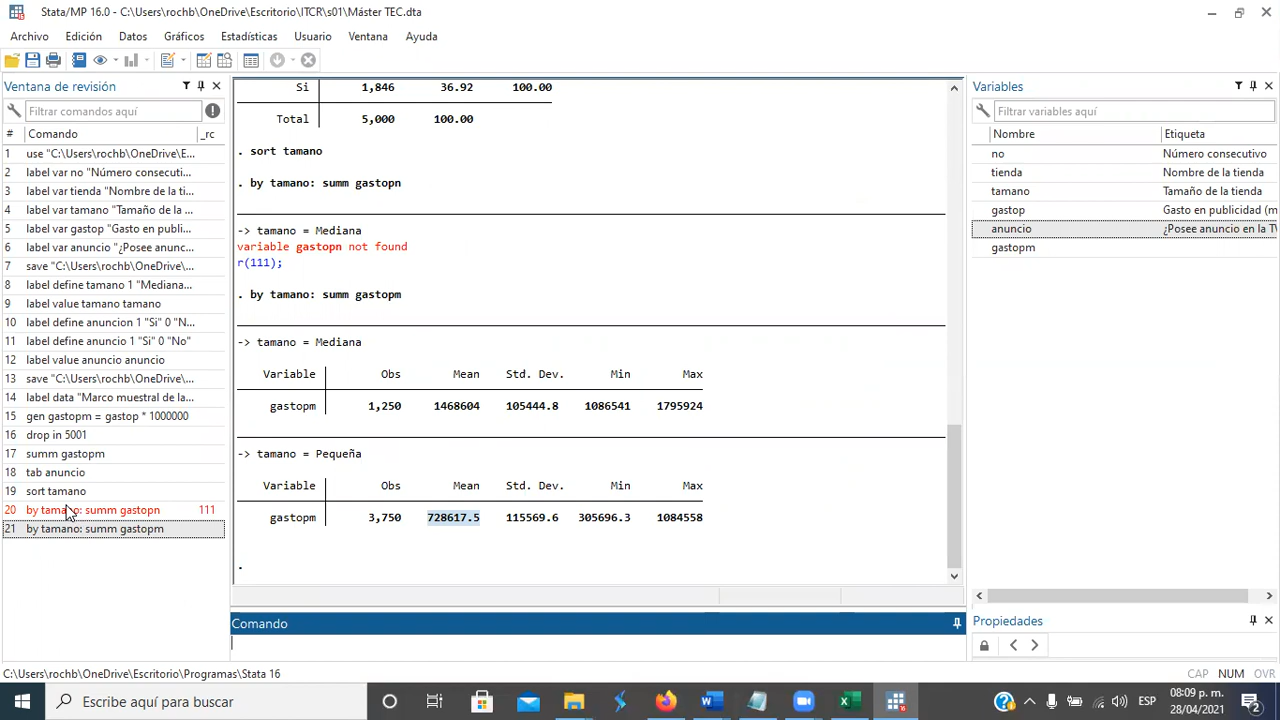 Stata/MP 16.0 - C:\Users\rochb\OneDrive\Escritorio\ITCR\s01\Máster TEC.dta
Archivo Edición Datos Gráficos Estadísticas Usuario Ventana Ayuda
Ventana de revisión
Filtrar comandos aquí
# Comando _rc
1 use "C:\Users\rochb\OneDrive\E...
2 label var no "Número consecuti...
3 label var tienda "Nombre de la ti...
4 label var tamano "Tamaño de la ...
5 label var gastop "Gasto en publi...
6 label var anuncio "¿Posee anunc...
7 save "C:\Users\rochb\OneDrive\...
8 label define tamano 1 "Mediana...
9 label value tamano tamano
10 label define anuncion 1 "Si" 0 "N...
11 label define anuncio 1 "Si" 0 "No"
12 label value anuncio anuncio
13 save "C:\Users\rochb\OneDrive\...
14 label data "Marco muestral de la...
15 gen gastopm = gastop * 1000000
16 drop in 5001
17 summ gastopm
18 tab anuncio
19 sort tamano
20 by tamano: summ gastopn 111
21 by tamano: summ gastopm
Si 1,846 36.92 100.00
Total 5,000 100.00
. sort tamano
. by tamano: summ gastopn
-> tamano = Mediana
variable gastopn not found
r(111);
. by tamano: summ gastopm
-> tamano = Mediana
Variable Obs Mean Std. Dev. Min Max
gastopm 1,250 1468604 105444.8 1086541 1795924
-> tamano = Pequeña
Variable Obs Mean Std. Dev. Min Max
gastopm 3,750 728617.5 115569.6 305696.3 1084558
.
Comando
Variables
Filtrar variables aquí
Nombre Etiqueta
no Número consecutivo
tienda Nombre de la tienda
tamano Tamaño de la tienda
gastop Gasto en publicidad (m
anuncio ¿Posee anuncio en la TV
gastopm
Propiedades
C:\Users\rochb\OneDrive\Escritorio\Programas\Stata 16
CAP NUM OVR
Escribe aquí para buscar
ESP
08:09 p. m.
28/04/2021
2